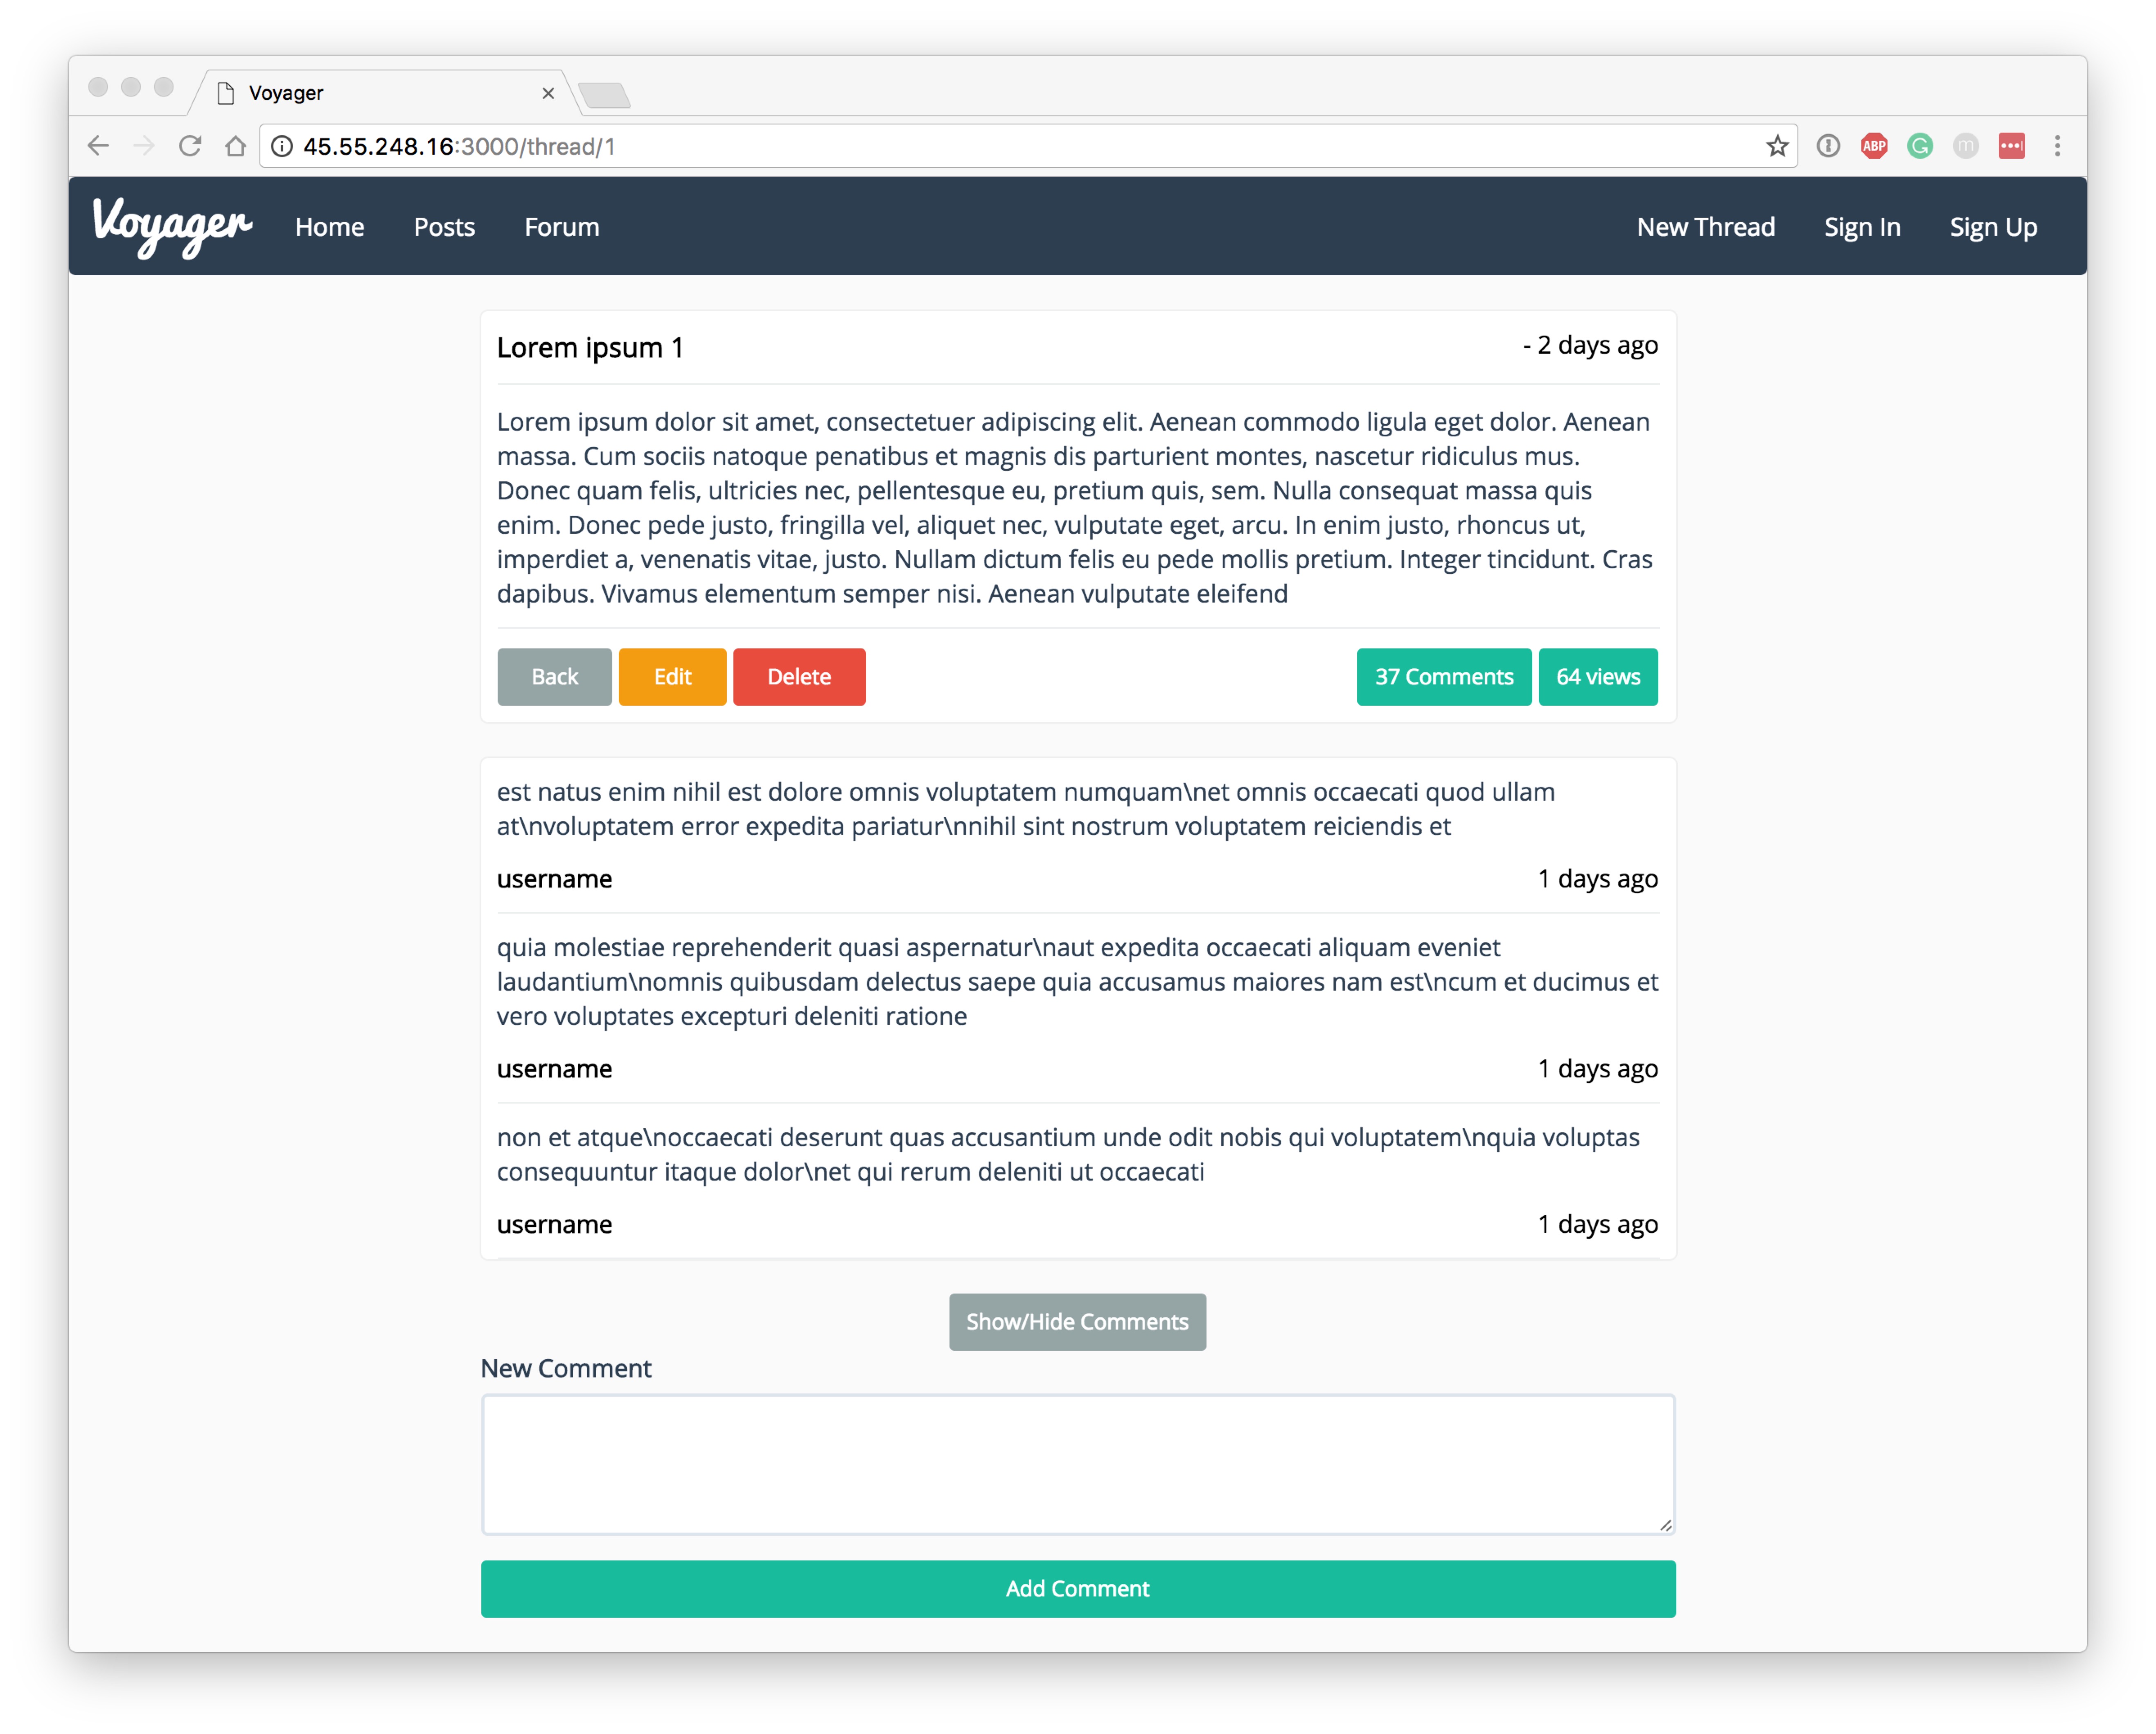 Voyager
45.55.248.16:3000/thread/1
ABP
G
m
Voyager Home Posts Forum New Thread Sign In Sign Up
Lorem ipsum 1 - 2 days ago
Lorem ipsum dolor sit amet, consectetuer adipiscing elit. Aenean commodo ligula eget dolor. Aenean
massa. Cum sociis natoque penatibus et magnis dis parturient montes, nascetur ridiculus mus.
Donec quam felis, ultricies nec, pellentesque eu, pretium quis, sem. Nulla consequat massa quis
enim. Donec pede justo, fringilla vel, aliquet nec, vulputate eget, arcu. In enim justo, rhoncus ut,
imperdiet a, venenatis vitae, justo. Nullam dictum felis eu pede mollis pretium. Integer tincidunt. Cras
dapibus. Vivamus elementum semper nisi. Aenean vulputate eleifend
Back Edit Delete 37 Comments 64 views
est natus enim nihil est dolore omnis voluptatem numquam\net omnis occaecati quod ullam
at\nvoluptatem error expedita pariatur\nnihil sint nostrum voluptatem reiciendis et
username 1 days ago
quia molestiae reprehenderit quasi aspernatur\naut expedita occaecati aliquam eveniet
laudantium\nomnis quibusdam delectus saepe quia accusamus maiores nam est\ncum et ducimus et
vero voluptates excepturi deleniti ratione
username 1 days ago
non et atque\noccaecati deserunt quas accusantium unde odit nobis qui voluptatem\nquia voluptas
consequuntur itaque dolor\net qui rerum deleniti ut occaecati
username 1 days ago
Show/Hide Comments
New Comment
Add Comment